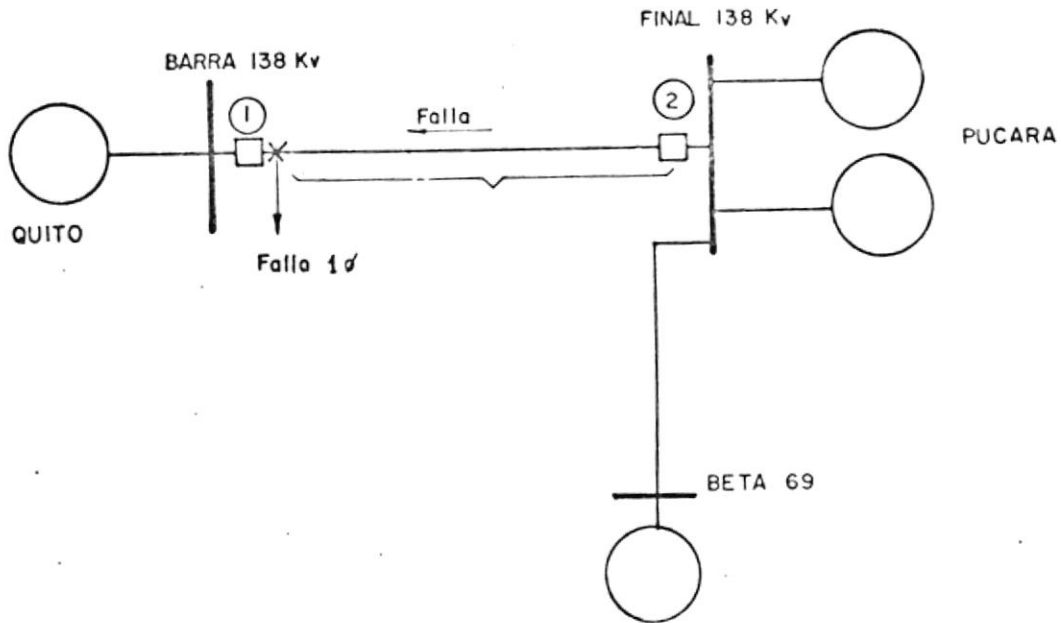 FINAL 138 Kv
BARRA 138 Kv
1
2
Falla
PUCARA
QUITO
Falla 1ø
BETA 69